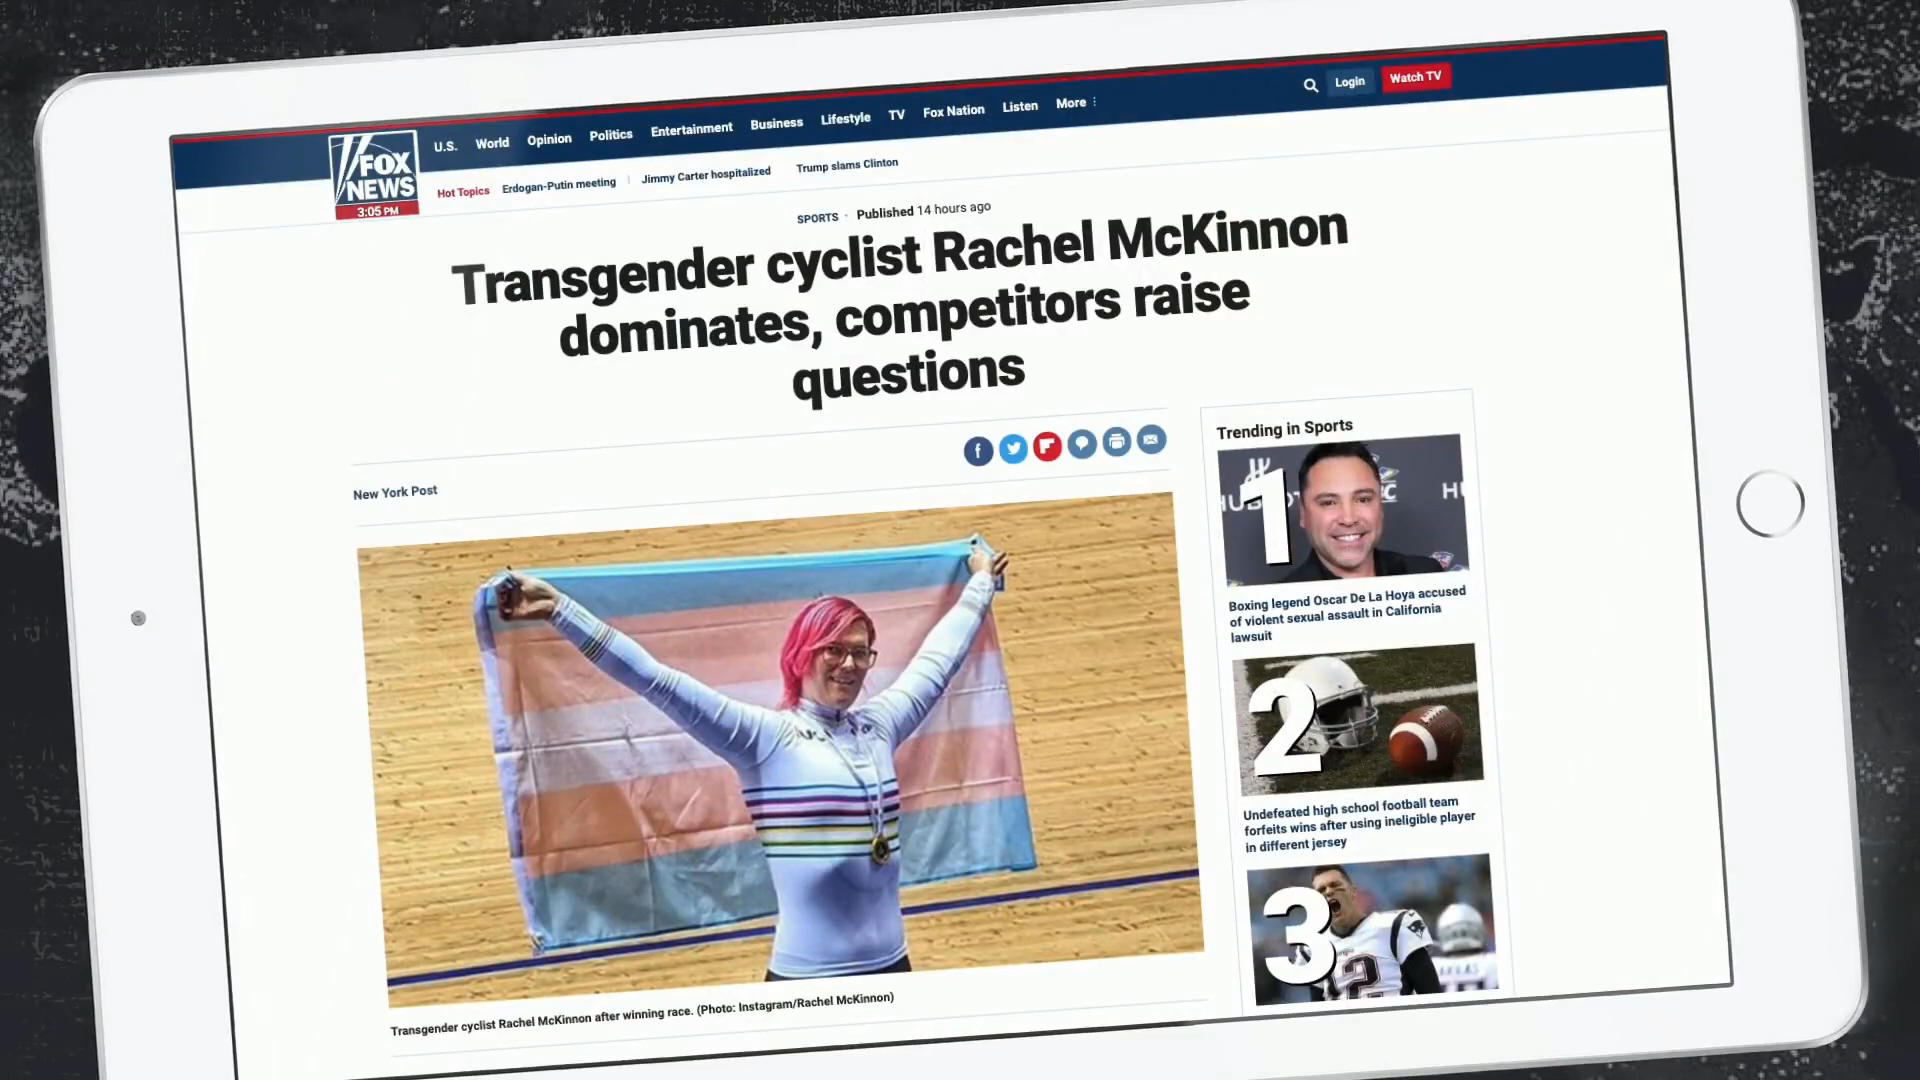 U.S. World Opinion Politics Entertainment Business Lifestyle TV Fox Nation Listen More Login Watch TV
FOX
NEWS
3:05 PM
Hot Topics Erdogan-Putin meeting Jimmy Carter hospitalized Trump slams Clinton
SPORTS · Published 14 hours ago
Transgender cyclist Rachel McKinnon
dominates, competitors raise
questions
New York Post
Transgender cyclist Rachel McKinnon after winning race. (Photo: Instagram/Rachel McKinnon)
Trending in Sports
1
Boxing legend Oscar De La Hoya accused
of violent sexual assault in California
lawsuit
2
Undefeated high school football team
forfeits wins after using ineligible player
in different jersey
3
12